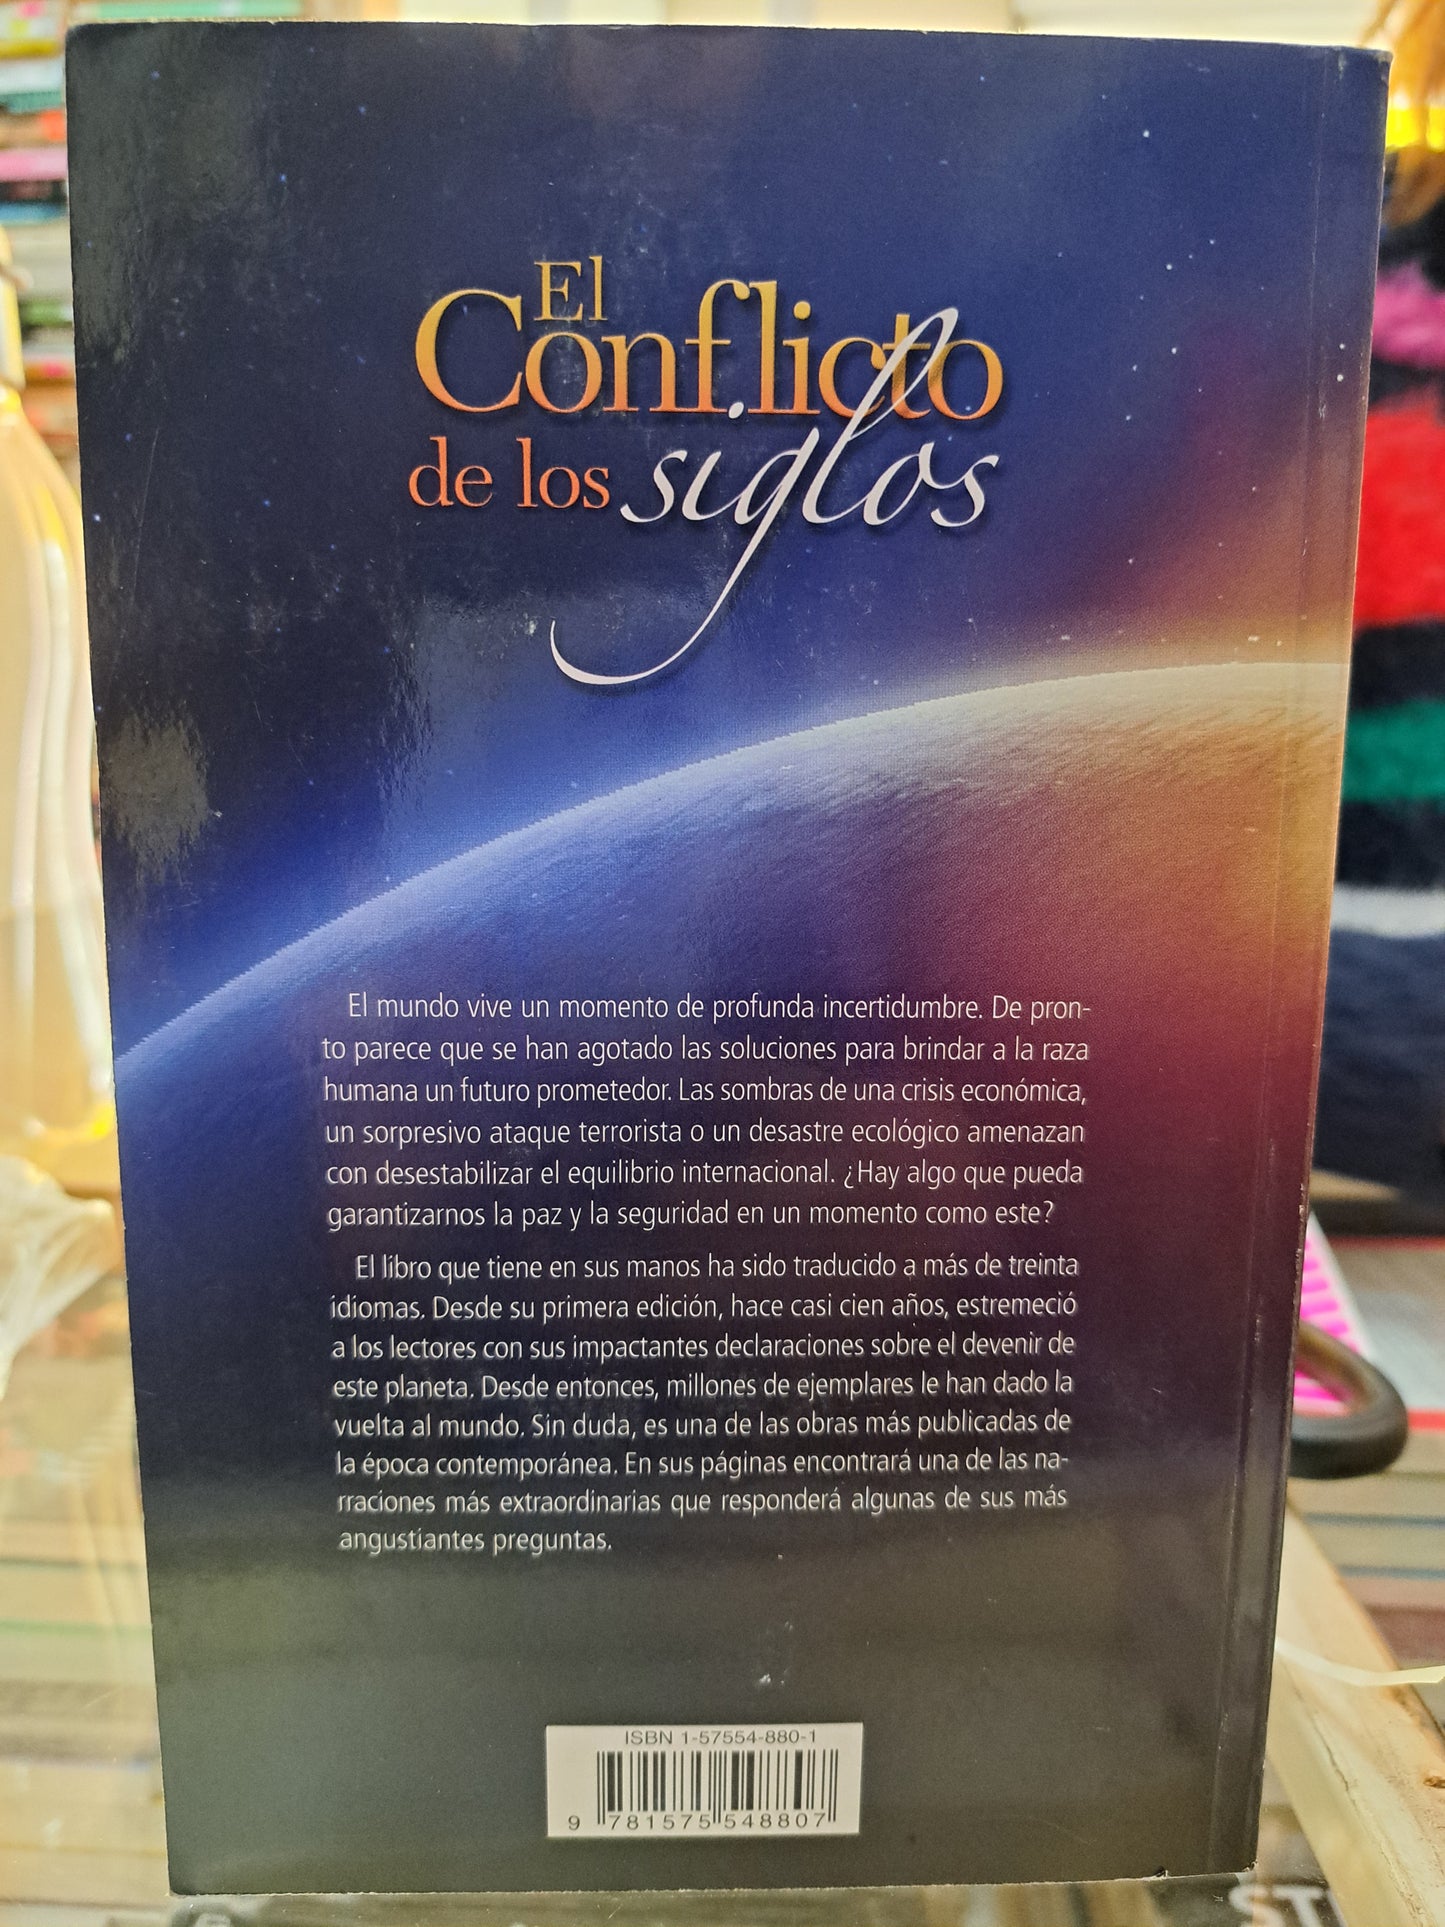 El
Conflicto
de los siglos
El mundo vive un momento de profunda incertidumbre. De pron-
to parece que se han agotado las soluciones para brindar a la raza
humana un futuro prometedor. Las sombras de una crisis económica,
un sorpresivo ataque terrorista o un desastre ecológico amenazan
con desestabilizar el equilibrio internacional. ¿Hay algo que pueda
garantizarnos la paz y la seguridad en un momento como este?
El libro que tiene en sus manos ha sido traducido a más de treinta
idiomas. Desde su primera edición, hace casi cien años, estremeció
a los lectores con sus impactantes declaraciones sobre el devenir de
este planeta. Desde entonces, millones de ejemplares le han dado la
vuelta al mundo. Sin duda, es una de las obras más publicadas de
la época contemporánea. En sus páginas encontrará una de las na-
rraciones más extraordinarias que responderá algunas de sus más
angustiantes preguntas.
ISBN 1-57554-880-1
9 781575 548807